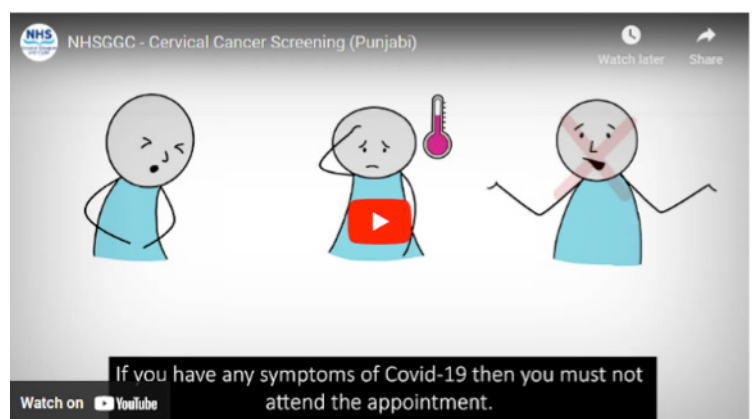 NHS
NHSGGC - Cervical Cancer Screening (Punjabi)
Watch later
Share
If you have any symptoms of Covid-19 then you must not
attend the appointment.
Watch on YouTube